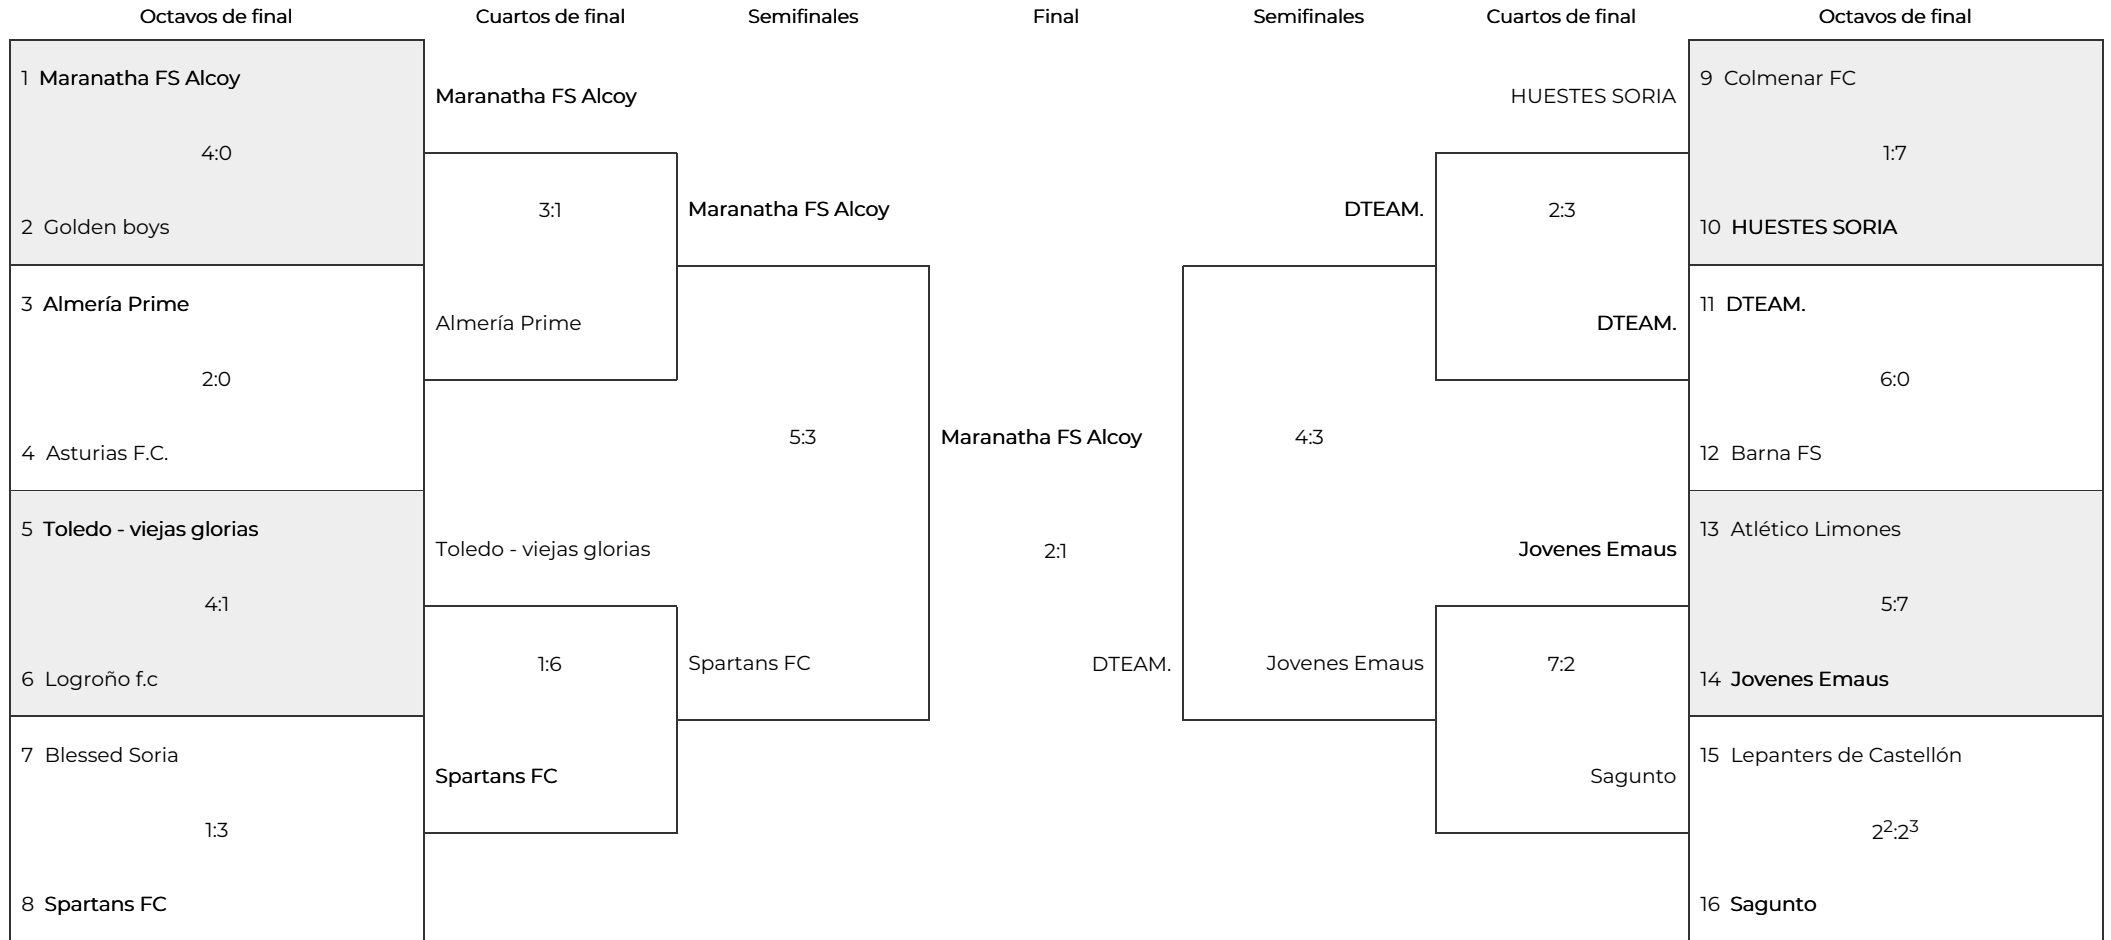 Octavos de final
Cuartos de final
Semifinales
Final
Semifinales
Cuartos de final
Octavos de final
1 Maranatha FS Alcoy
4:0
2 Golden boys
3 Almería Prime
2:0
4 Asturias F.C.
5 Toledo - viejas glorias
4:1
6 Logroño f.c
7 Blessed Soria
1:3
8 Spartans FC
Maranatha FS Alcoy
3:1
Almería Prime
Toledo - viejas glorias
1:6
Spartans FC
Maranatha FS Alcoy
5:3
Spartans FC
Maranatha FS Alcoy
2:1
DTEAM.
DTEAM.
4:3
Jovenes Emaus
HUESTES SORIA
2:3
DTEAM.
Jovenes Emaus
7:2
Sagunto
9 Colmenar FC
1:7
10 HUESTES SORIA
11 DTEAM.
6:0
12 Barna FS
13 Atlético Limones
5:7
14 Jovenes Emaus
15 Lepanters de Castellón
2²:2³
16 Sagunto